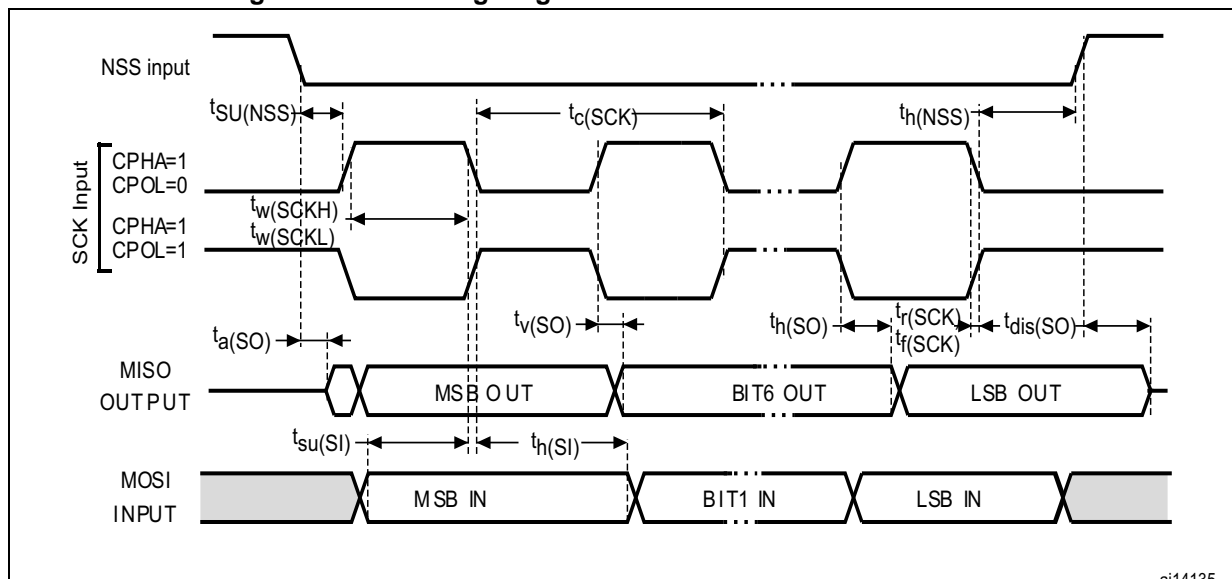 NSS input
tSU(NSS)
tc(SCK)
th(NSS)
SCK Input
CPHA=1
CPOL=0
tw(SCKH)
tw(SCKL)
CPHA=1
CPOL=1
ta(SO)
tv(SO)
th(SO)
tr(SCK)
tf(SCK)
tdis(SO)
MISO
OUTPUT
MSB OUT
BIT6 OUT
LSB OUT
tsu(SI)
th(SI)
MOSI
INPUT
MSB IN
BIT1 IN
LSB IN
ai14135